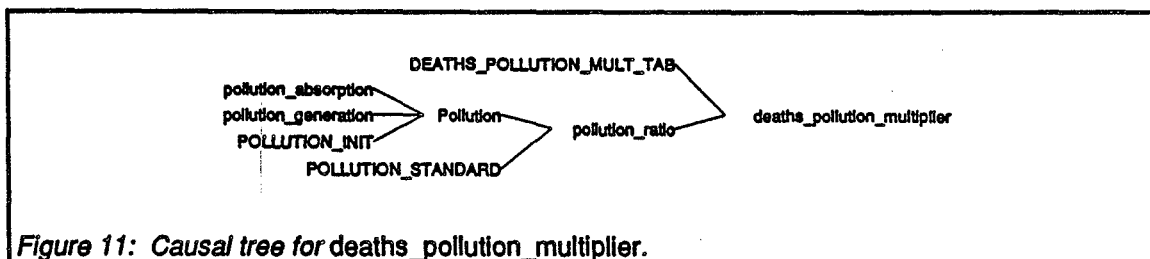 DEATHS_POLLUTION_MULT_TAB
pollution_absorption
pollution_generation
Pollution
deaths_pollution_multiplier
pollution_ratio
POLLUTION_INIT
POLLUTION_STANDARD
Figure 11: Causal tree for deaths_pollution_multiplier.